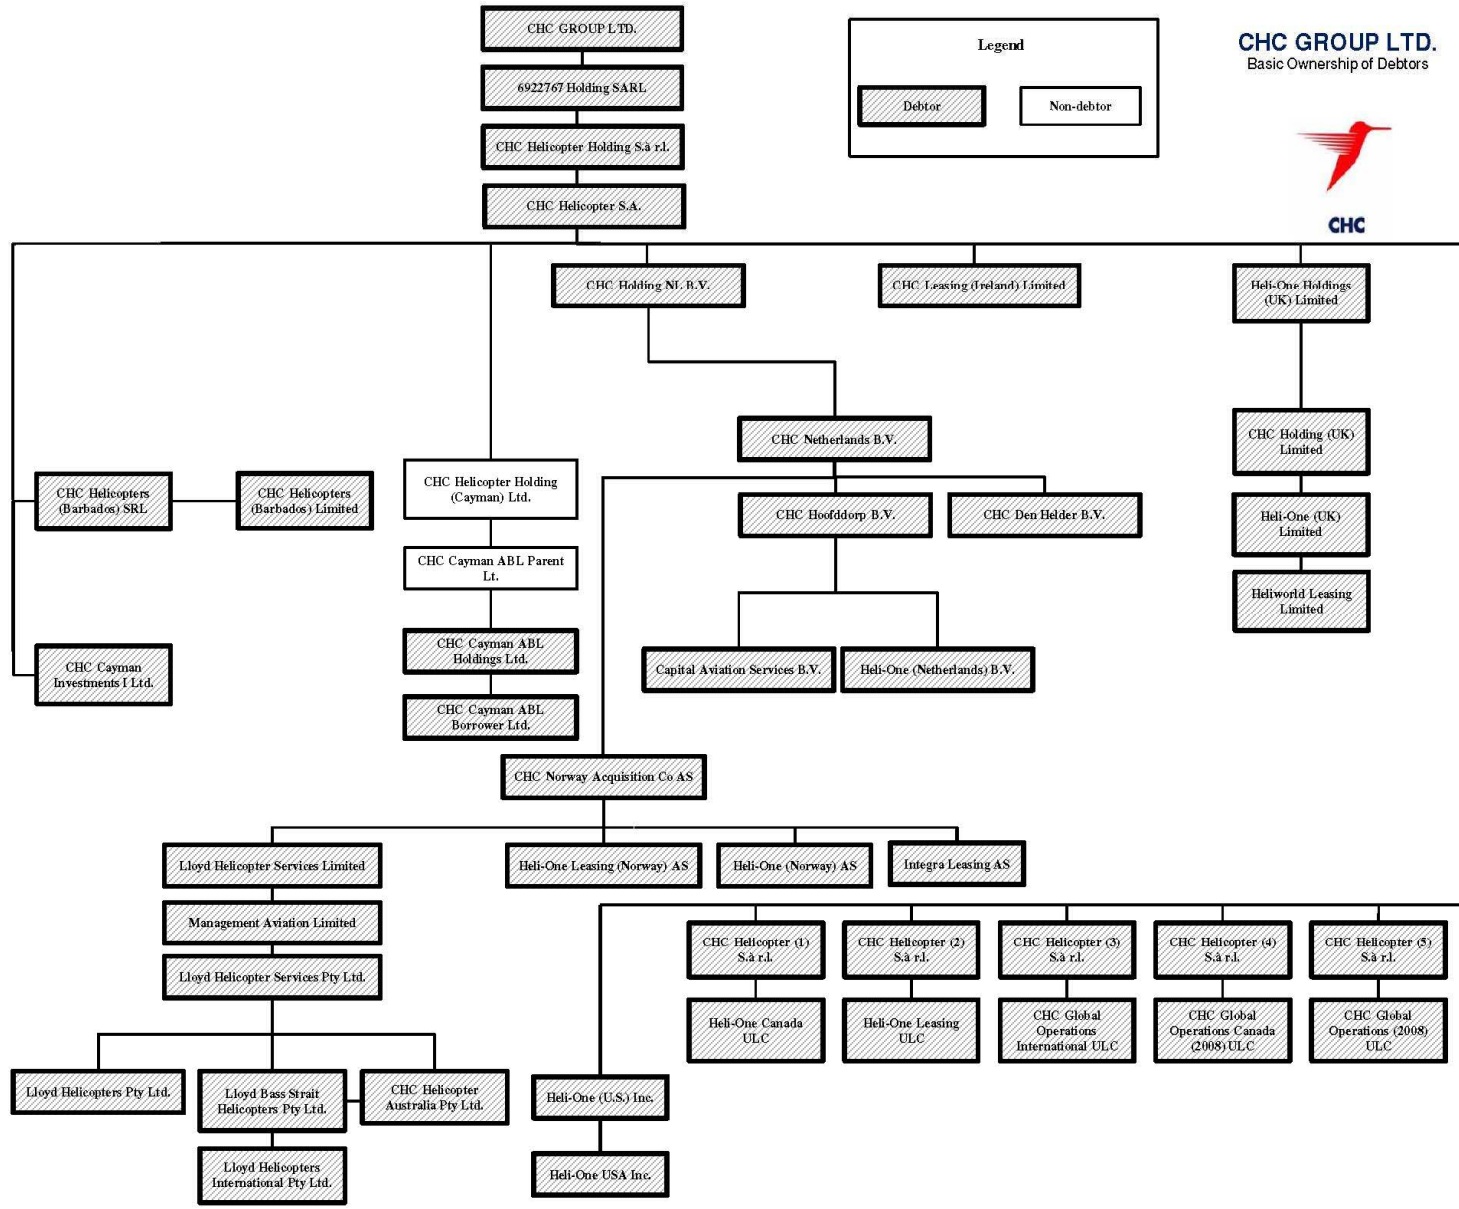 CHC GROUP LTD.
6922767 Holding SARL
CHC Helicopter Holding S.à r.l.
CHC Helicopter S.A.
Legend
Debtor
Non-debtor
CHC GROUP LTD.
Basic Ownership of Debtors
CHC
CHC Holding NL B.V.
CHC Leasing (Ireland) Limited
Heli-One Holdings
(UK) Limited
CHC Netherlands B.V.
CHC Holding (UK)
Limited
CHC Helicopters
(Barbados) SRL
CHC Helicopters
(Barbados) Limited
CHC Helicopter Holding
(Cayman) Ltd.
CHC Hoofddorp B.V.
CHC Den Helder B.V.
Heli-One (UK)
Limited
CHC Cayman ABL Parent
Lt.
Heliworld Leasing
Limited
CHC Cayman
Investments I Ltd.
CHC Cayman ABL
Holdings Ltd.
Capital Aviation Services B.V.
Heli-One (Netherlands) B.V.
CHC Cayman ABL
Borrower Ltd.
CHC Norway Acquisition Co AS
Lloyd Helicopter Services Limited
Heli-One Leasing (Norway) AS
Heli-One (Norway) AS
Integra Leasing AS
Management Aviation Limited
Lloyd Helicopter Services Pty Ltd.
CHC Helicopter (1)
S.à r.l.
CHC Helicopter (2)
S.à r.l.
CHC Helicopter (3)
S.à r.l.
CHC Helicopter (4)
S.à r.l.
CHC Helicopter (5)
S.à r.l.
Heli-One Canada
ULC
Heli-One Leasing
ULC
CHC Global
Operations
International ULC
CHC Global
Operations Canada
(2008) ULC
CHC Global
Operations (2008)
ULC
Lloyd Helicopters Pty Ltd.
Lloyd Bass Strait
Helicopters Pty Ltd.
CHC Helicopter
Australia Pty Ltd.
Heli-One (U.S.) Inc.
Lloyd Helicopters
International Pty Ltd.
Heli-One USA Inc.